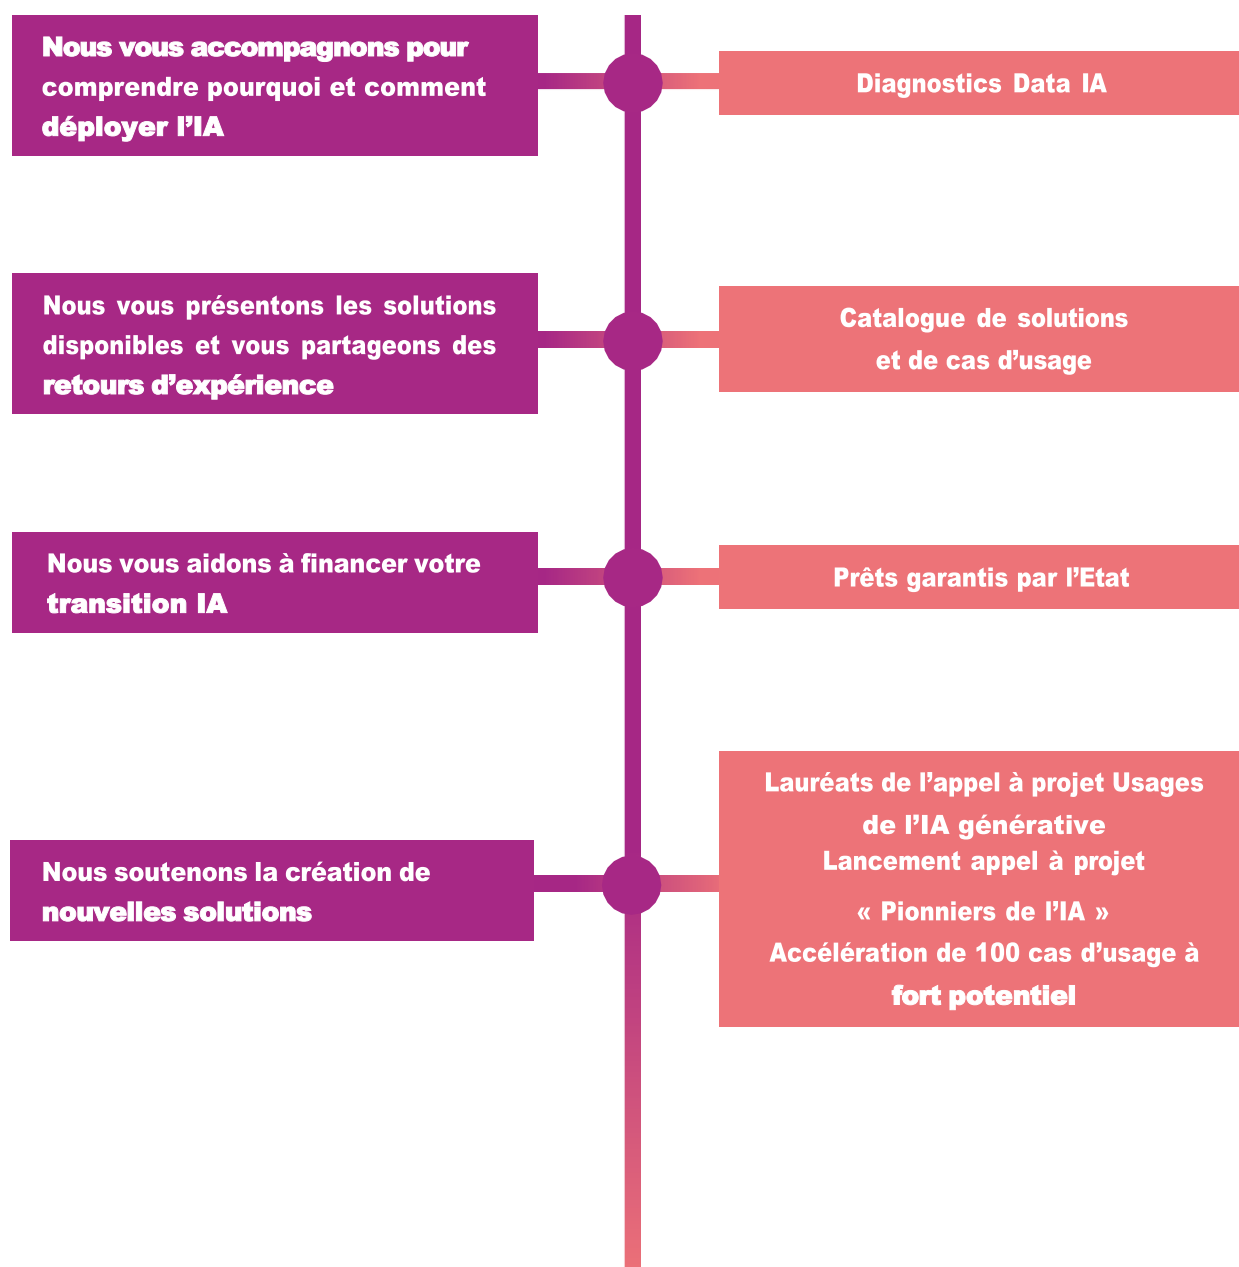 Nous vous accompagnons pour
comprendre pourquoi et comment
déployer l’IA
Diagnostics Data IA
Nous vous présentons les solutions
disponibles et vous partageons des
retours d’expérience
Catalogue de solutions
et de cas d’usage
Nous vous aidons à financer votre
transition IA
Prêts garantis par l’Etat
Nous soutenons la création de
nouvelles solutions
Lauréats de l’appel à projet Usages
de l’IA générative
Lancement appel à projet
« Pionniers de l’IA »
Accélération de 100 cas d’usage à
fort potentiel